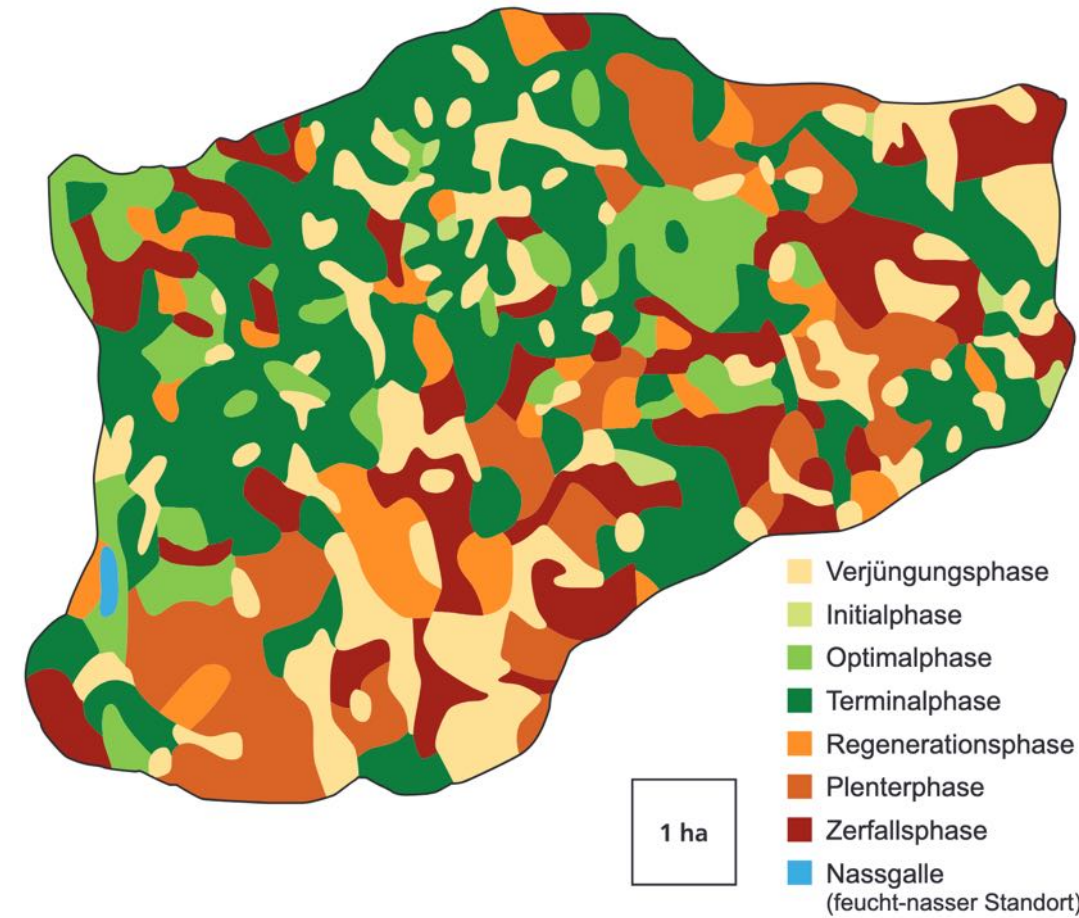 Verjüngungsphase
Initialphase
Optimalphase
Terminalphase
Regenerationsphase
Plenterphase
Zerfallsphase
Nassgalle
(feucht-nasser Standort)
1 ha